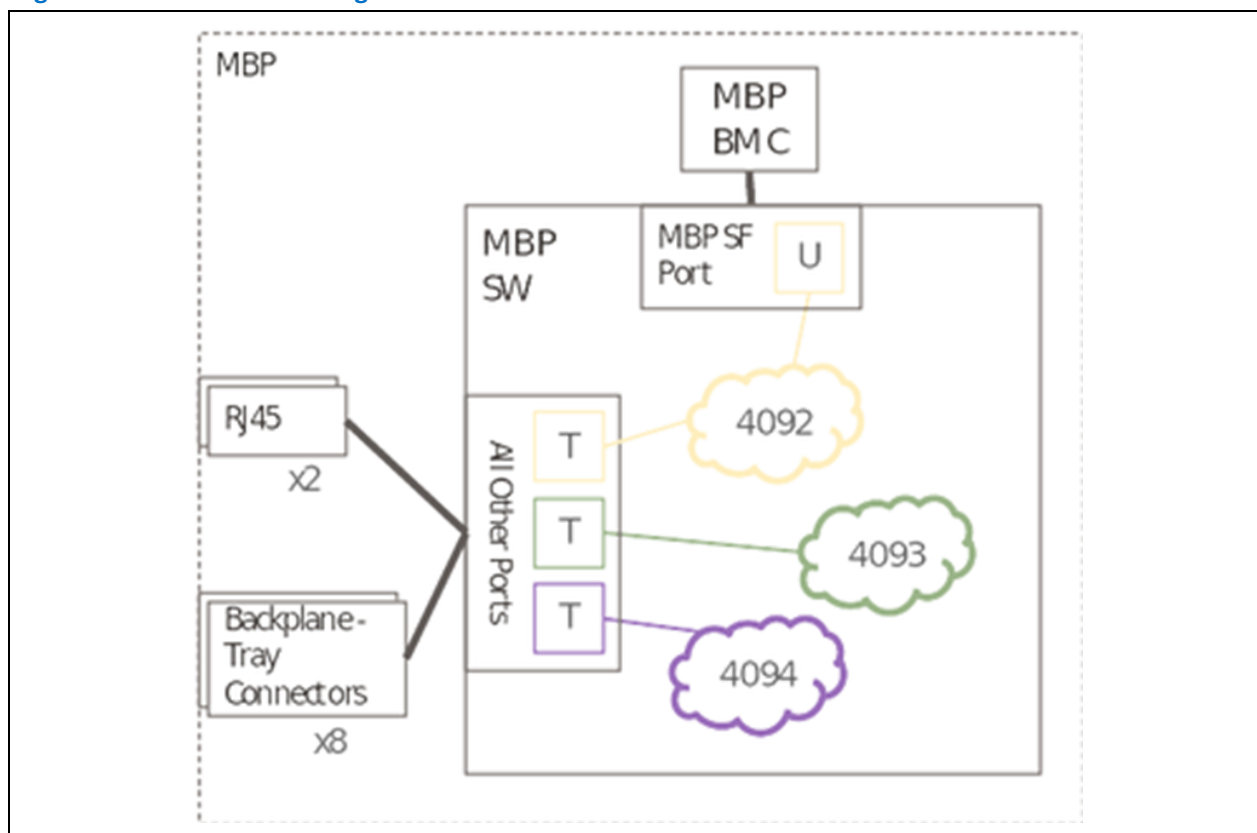 MBP
MBP
BMC
MBP
SW
MBP SF
Port
U
RJ45
x2
All Other Ports
T
4092
T
4093
T
4094
Backplane-
Tray
Connectors
x8